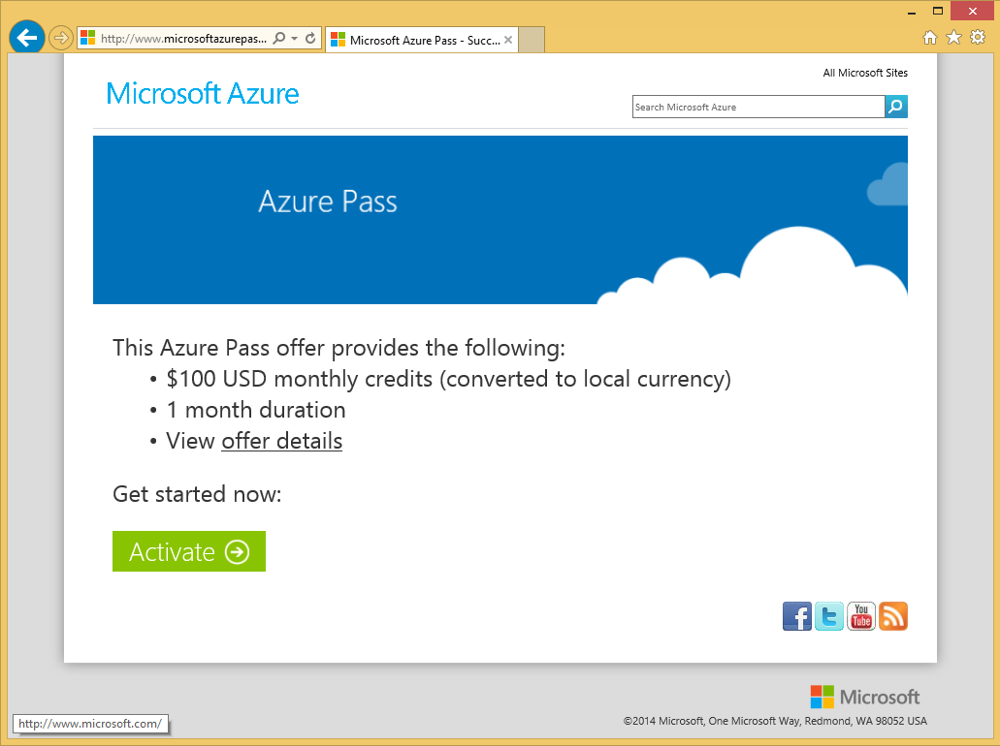 http://www.microsoftazurepas...
Microsoft Azure Pass - Succ...
All Microsoft Sites
Microsoft Azure
Search Microsoft Azure
Azure Pass
This Azure Pass offer provides the following:
• $100 USD monthly credits (converted to local currency)
• 1 month duration
• View offer details
Get started now:
Activate
You
Tube
Microsoft
http://www.microsoft.com/
©2014 Microsoft, One Microsoft Way, Redmond, WA 98052 USA